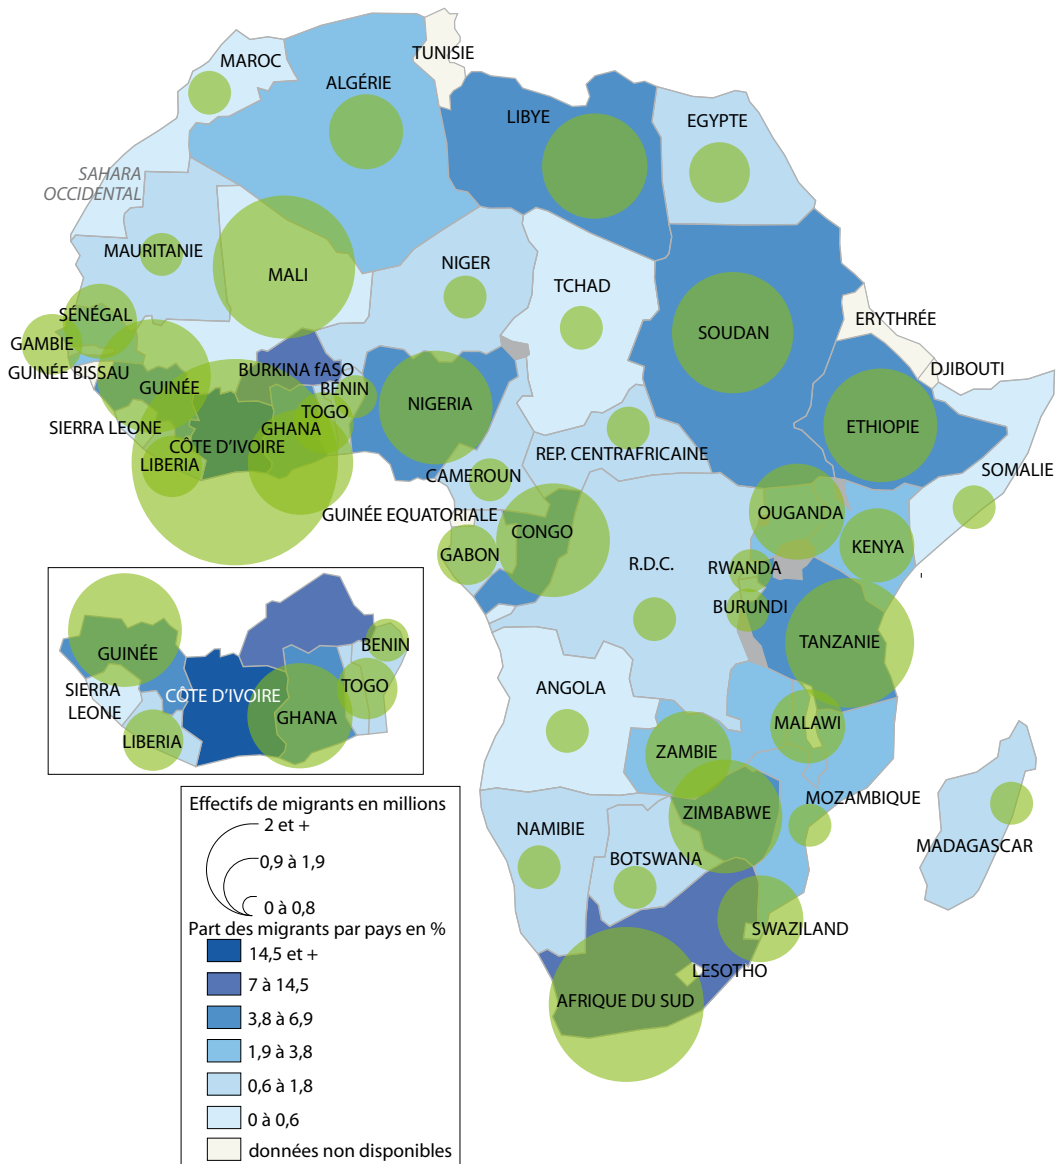 TUNISIE
MAROC
ALGÉRIE
LIBYE
EGYPTE
SAHARA
OCCIDENTAL
MAURITANIE
MALI
NIGER
TCHAD
SOUDAN
ERYTHRÉE
DJIBOUTI
SÉNÉGAL
GAMBIE
GUINÉE BISSAU
GUINÉE
BURKINA fASO
BÉNIN
NIGERIA
TOGO
SIERRA LEONE
GHANA
CÔTE D'IVOIRE
LIBERIA
ETHIOPIE
REP. CENTRAFRICAINE
SOMALIE
CAMEROUN
GUINÉE EQUATORIALE
CONGO
OUGANDA
GABON
KENYA
R.D.C.
RWANDA
BURUNDI
TANZANIE
ANGOLA
MALAWI
ZAMBIE
MOZAMBIQUE
ZIMBABWE
NAMIBIE
BOTSWANA
MADAGASCAR
SWAZILAND
LESOTHO
AFRIQUE DU SUD
GUINÉE
BENIN
SIERRA
LEONE
CÔTE D'IVOIRE
TOGO
GHANA
LIBERIA
Effectifs de migrants en millions
2 et +
0,9 à 1,9
0 à 0,8
Part des migrants par pays en %
14,5 et +
7 à 14,5
3,8 à 6,9
1,9 à 3,8
0,6 à 1,8
0 à 0,6
données non disponibles